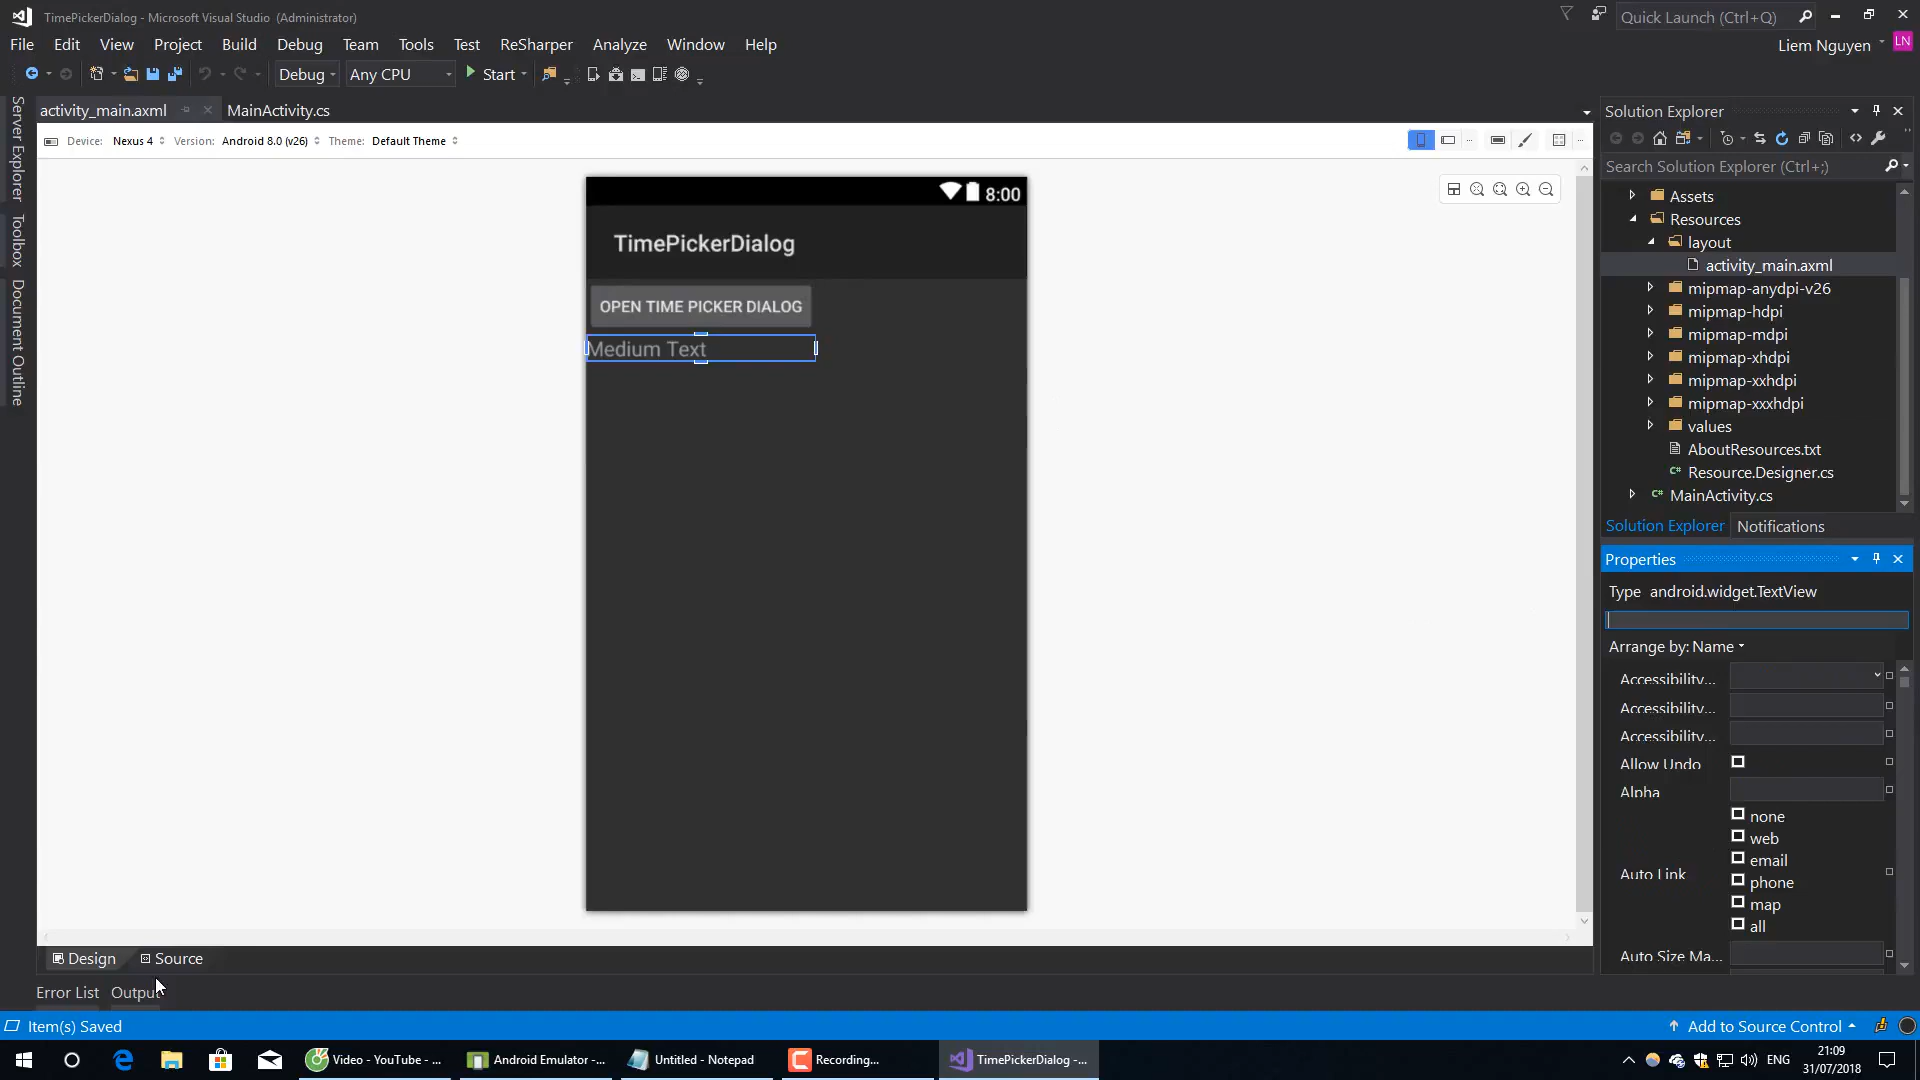 TimePickerDialog - Microsoft Visual Studio (Administrator)
Quick Launch (Ctrl+Q)
File Edit View Project Build Debug Team Tools Test ReSharper Analyze Window Help
Liem Nguyen LN
Debug Any CPU Start
activity_main.axml MainActivity.cs
Device: Nexus 4 Version: Android 8.0 (v26) Theme: Default Theme
Server Explorer
Toolbox
Document Outline
8:00
TimePickerDialog
OPEN TIME PICKER DIALOG
Medium Text
Design Source
Error List Output
Item(s) Saved
Solution Explorer
Search Solution Explorer (Ctrl+;)
Assets
Resources
layout
activity_main.axml
mipmap-anydpi-v26
mipmap-hdpi
mipmap-mdpi
mipmap-xhdpi
mipmap-xxhdpi
mipmap-xxxhdpi
values
AboutResources.txt
Resource.Designer.cs
MainActivity.cs
Solution Explorer Notifications
Properties
Type android.widget.TextView
Arrange by: Name
Accessibility...
Accessibility...
Accessibility...
Allow Undo
Alpha
Auto Link
none
web
email
phone
map
all
Auto Size Ma...
Add to Source Control
Video - YouTube - ...
Android Emulator -...
Untitled - Notepad
Recording...
TimePickerDialog -...
ENG
21:09
31/07/2018